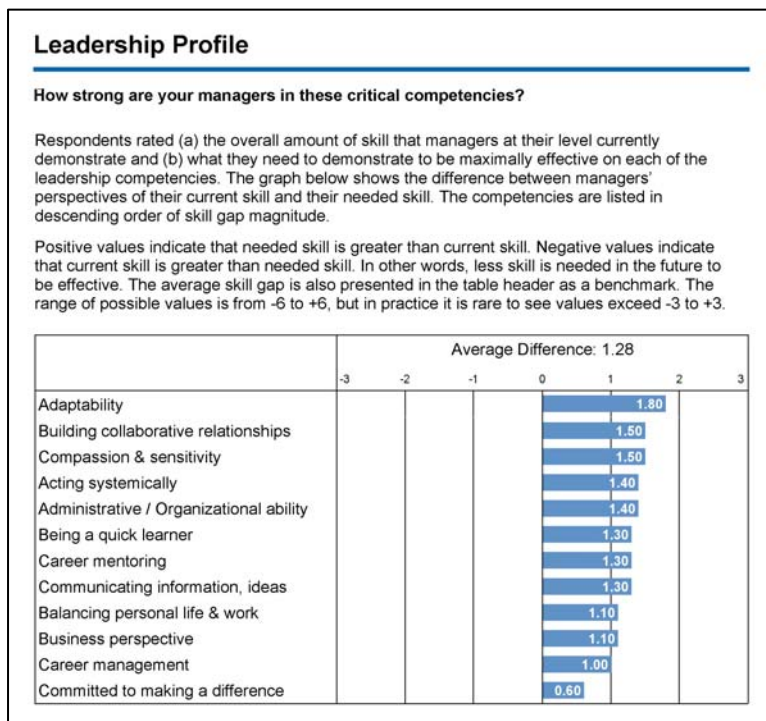 Leadership Profile
How strong are your managers in these critical competencies?
Respondents rated (a) the overall amount of skill that managers at their level currently
demonstrate and (b) what they need to demonstrate to be maximally effective on each of the
leadership competencies. The graph below shows the difference between managers’
perspectives of their current skill and their needed skill. The competencies are listed in
descending order of skill gap magnitude.
Positive values indicate that needed skill is greater than current skill. Negative values indicate
that current skill is greater than needed skill. In other words, less skill is needed in the future to
be effective. The average skill gap is also presented in the table header as a benchmark. The
range of possible values is from -6 to +6, but in practice it is rare to see values exceed -3 to +3.
Average Difference: 1.28
-3 -2 -1 0 1 2 3
Adaptability 1.80
Building collaborative relationships 1.50
Compassion & sensitivity 1.50
Acting systemically 1.40
Administrative / Organizational ability 1.40
Being a quick learner 1.30
Career mentoring 1.30
Communicating information, ideas 1.30
Balancing personal life & work 1.10
Business perspective 1.10
Career management 1.00
Committed to making a difference 0.60